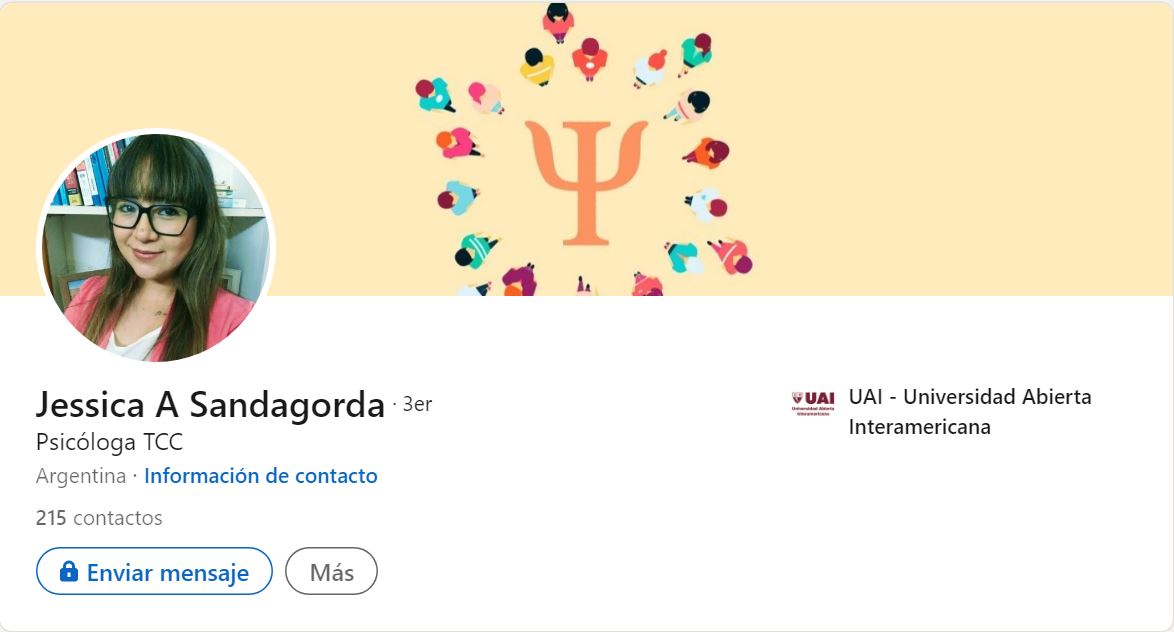 Jessica A Sandagorda · 3er
Psicóloga TCC
Argentina · Información de contacto
215 contactos
Enviar mensaje
Más
UAI
Universidad Abierta
Interamericana
UAI - Universidad Abierta
Interamericana
Ψ